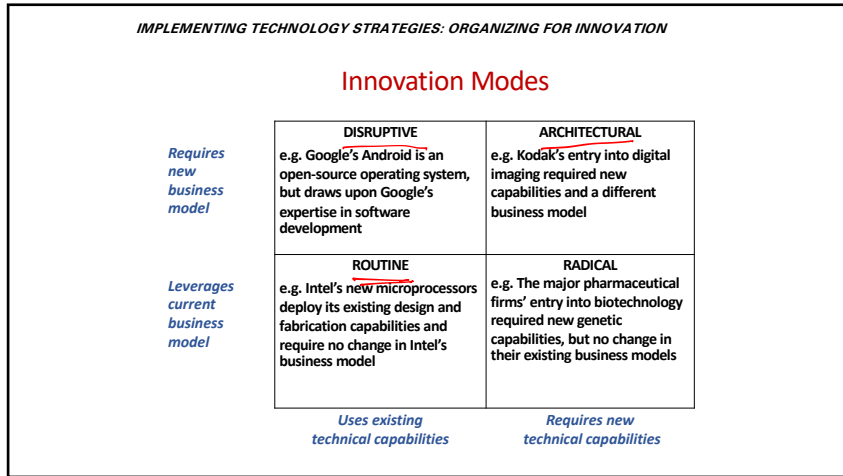 IMPLEMENTING TECHNOLOGY STRATEGIES: ORGANIZING FOR INNOVATION
Innovation Modes
Requires
new
business
model
DISRUPTIVE
e.g. Google's Android is an
open-source operating system,
but draws upon Google's
expertise in software
development
ARCHITECTURAL
e.g. Kodak's entry into digital
imaging required new
capabilities and a different
business model
Leverages
current
business
model
ROUTINE
e.g. Intel's new microprocessors
deploy its existing design and
fabrication capabilities and
require no change in Intel's
business model
RADICAL
e.g. The major pharmaceutical
firms' entry into biotechnology
required new genetic
capabilities, but no change in
their existing business models
Uses existing
technical capabilities
Requires new
technical capabilities